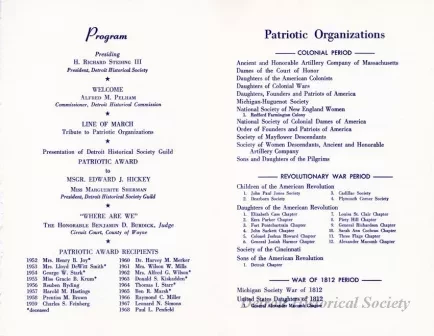 Program
Presiding
H. RICHARD STEDING III
President, Detroit Historical Society
★
WELCOME
ALFRED M. PELHAM
Commissioner, Detroit Historical Commission
★
LINE OF MARCH
Tribute to Patriotic Organizations
★
Presentation of Detroit Historical Society Guild
PATRIOTIC AWARD
to
MSGR. EDWARD J. HICKEY
MISS MARGUERITE SHERMAN
President, Detroit Historical Society Guild
★
"WHERE ARE WE"
THE HONORABLE BENJAMIN D. BURDICK, Judge
Circuit Court, County of Wayne
★
PATRIOTIC AWARD RECIPIENTS
1952 Mrs. Henry B. Joy*
1953 Mrs. Lloyd DeWitt Smith*
1954 George W. Stark*
1955 Miss Gracie B. Krum*
1956 Reuben Ryding
1957 Harold M. Hastings
1958 Prentiss M. Brown
1959 Charles S. Feinberg
*deceased
1960 Dr. Harvey M. Merker
1961 Mrs. Wilson W. Mills
1962 Mrs. Alfred G. Wilson*
1963 Donald S.
1964 Thomas I. Starr*
1965 Ben R. Marsh*
1966 Raymond C. Miller
1967 Leonard N. Simons
1968 Paul L. Penfield
Patriotic Organizations
COLONIAL PERIOD
Ancient and Honorable Artillery Company of Massachusetts
Dames of the Court of Honor
Daughters of the American Colonists
Daughters of Colonial Wars
Daughters, Founders and Patriots of America
Michigan-Huguenot Society
National Society of New England Women
1. Radford Farmington Colony
National Society of Colonial Dames of America
Order of Founders and Patriots of America
Society of Mayflower Descendants
Society of Women Descendants, Ancient and Honorable
Artillery Company
Sons and Daughters of the Pilgrims
REVOLUTIONARY WAR PERIOD
Children of the American Revolution
1. John Paul Jones Society
2. Dearborn Society
3. Cadillac Society
4. Plymouth Corner Society
Daughters of the American Revolution
1. Elizabeth Cass Chapter
2. Ezra Parker Chapter
3. Fort Pontchartrain Chapter
4. John Sackett Chapter
5. Colonel Joshua Howard Chapter
6. General Josiah Harmar Chapter
7. Louisa St. Clair Chapter
8. Piety Hill Chapter
9. General Richardson Chapter
10. Sarah Ann Cochrane Chapter
11. Three Flags Chapter
12. Alexander Macomb Chapter
Society of the Cincinnati
Sons of the American Revolution
1. Detroit Chapter
WAR OF 1812 PERIOD
Michigan Society War of 1812
United States Daughters of 1812
General Alexander Macomb Chapter
Detroit Historical Society